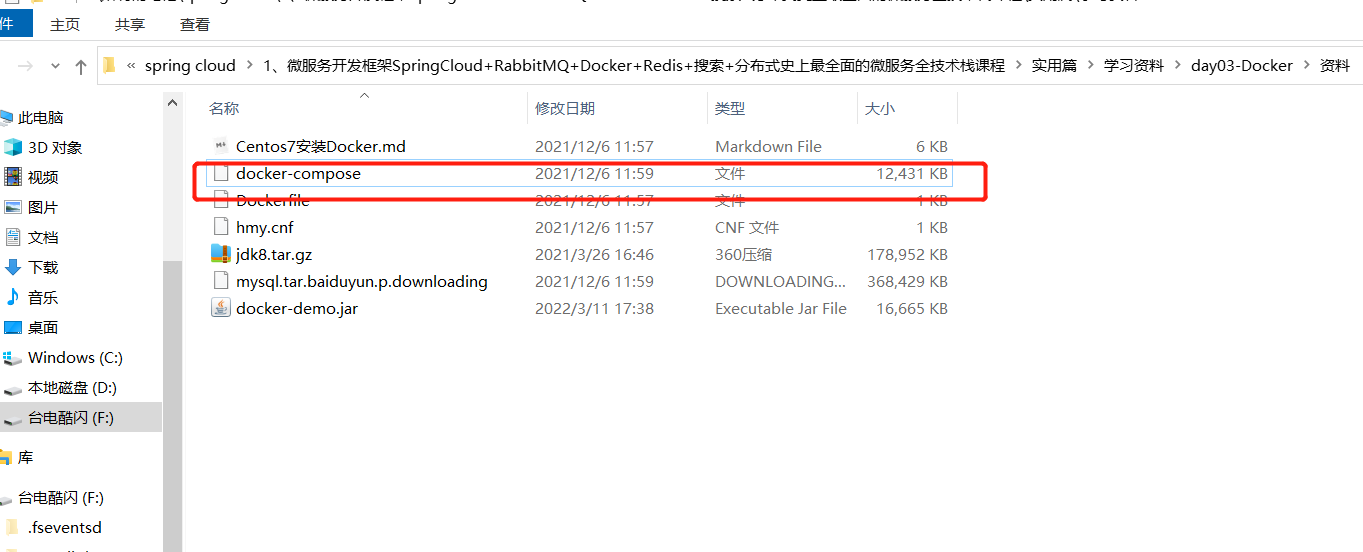 件 主页 共享 查看
« spring cloud › 1、微服务开发框架SpringCloud+RabbitMQ+Docker+Redis+搜索+分布式史上最全面的微服务全技术栈课程 › 实用篇 › 学习资料 › day03-Docker › 资料
名称 修改日期 类型 大小
此电脑
3D 对象
视频
图片
文档
下载
音乐
桌面
Windows (C:)
本地磁盘 (D:)
台电酷闪 (F:)
库
台电酷闪 (F:)
.fseventsd
Centos7安装Docker.md 2021/12/6 11:57 Markdown File 6 KB
docker-compose 2021/12/6 11:59 文件 12,431 KB
Dockerfile 2021/12/6 11:57 文件 1 KB
hmy.cnf 2021/12/6 11:57 CNF 文件 1 KB
jdk8.tar.gz 2021/3/26 16:46 360压缩 178,952 KB
mysql.tar.baiduyun.p.downloading 2021/12/6 11:59 DOWNLOADING... 368,429 KB
docker-demo.jar 2022/3/11 17:38 Executable Jar File 16,665 KB